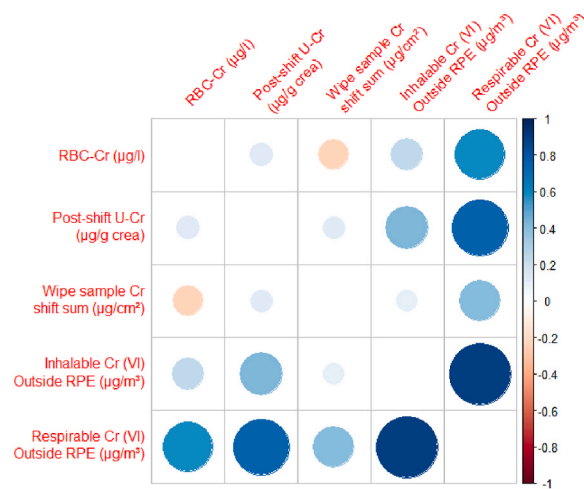 RBC-Cr (µg/l)
Post-shift U-Cr
(µg/g crea)
Wipe sample Cr
shift sum (µg/cm²)
Inhalable Cr (VI)
Outside RPE (µg/m³)
Respirable Cr (VI)
Outside RPE (µg/m³)
RBC-Cr (µg/l)
Post-shift U-Cr
(µg/g crea)
Wipe sample Cr
shift sum (µg/cm²)
Inhalable Cr (VI)
Outside RPE (µg/m³)
Respirable Cr (VI)
Outside RPE (µg/m³)
1
0.8
0.6
0.4
0.2
0
-0.2
-0.4
-0.6
-0.8
-1